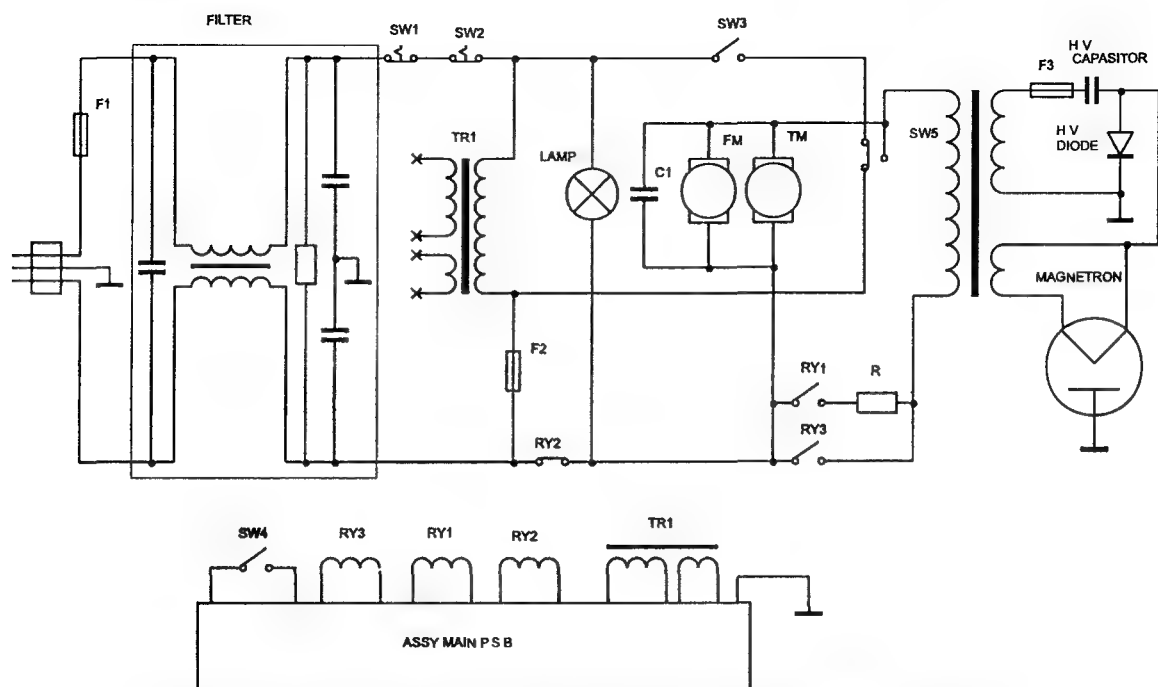 FILTER
SW1
SW2
SW3
H V
CAPASITOR
F3
F1
TR1
LAMP
C1
FM
TM
SW5
H V
DIODE
MAGNETRON
F2
RY1
R
RY2
RY3
SW4
RY3
RY1
RY2
TR1
ASSY MAIN P S B